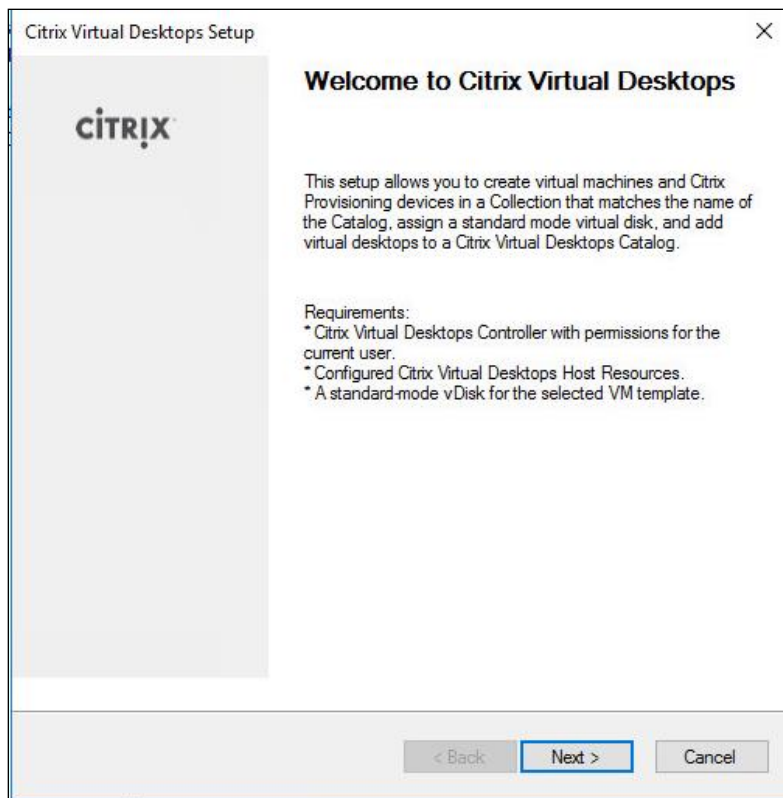 Citrix Virtual Desktops Setup
Welcome to Citrix Virtual Desktops
CİTRİX
This setup allows you to create virtual machines and Citrix
Provisioning devices in a Collection that matches the name of
the Catalog, assign a standard mode virtual disk, and add
virtual desktops to a Citrix Virtual Desktops Catalog.
Requirements:
* Citrix Virtual Desktops Controller with permissions for the
current user.
* Configured Citrix Virtual Desktops Host Resources.
* A standard-mode vDisk for the selected VM template.
< Back
Next >
Cancel